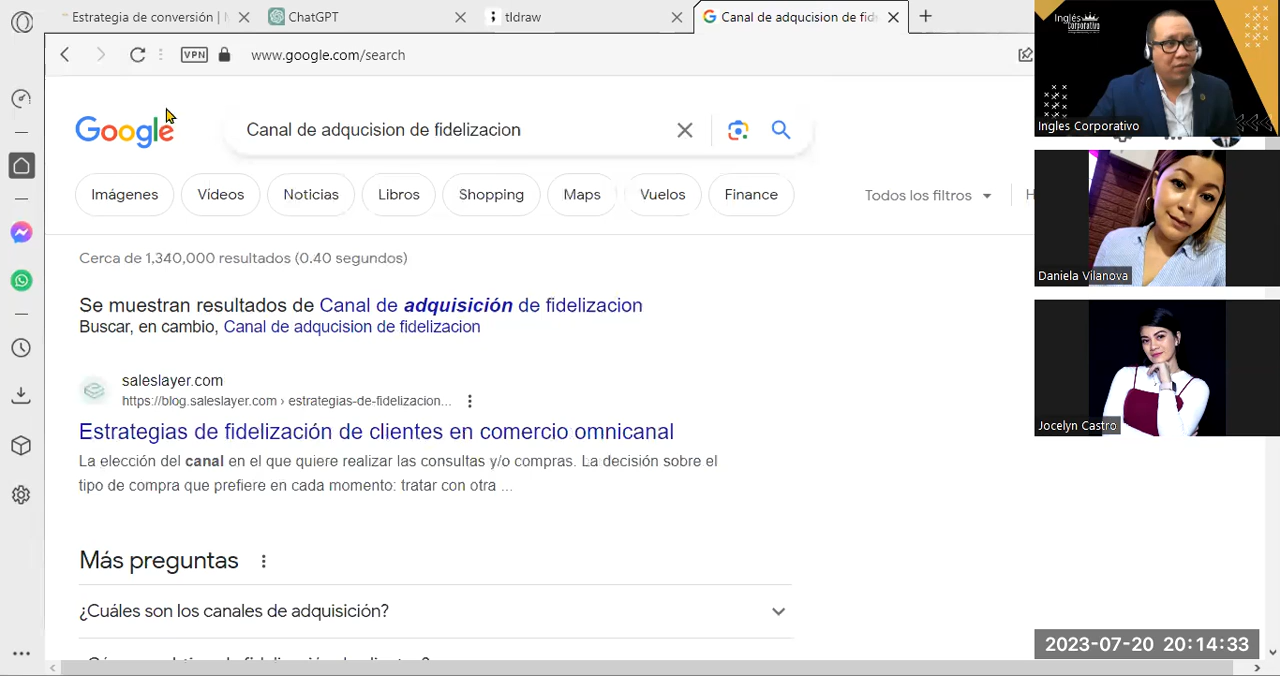 Estrategia de conversión |
ChatGPT
tldraw
Canal de adqucision de fid
VPN
www.google.com/search
Google
Canal de adqucision de fidelizacion
Imágenes
Vídeos
Noticias
Libros
Shopping
Maps
Vuelos
Finance
Todos los filtros
Cerca de 1,340,000 resultados (0.40 segundos)
Se muestran resultados de Canal de adquisición de fidelizacion
Buscar, en cambio, Canal de adqucision de fidelizacion
saleslayer.com
https://blog.saleslayer.com › estrategias-de-fidelizacion...
Estrategias de fidelización de clientes en comercio omnicanal
La elección del canal en el que quiere realizar las consultas y/o compras. La decisión sobre el
tipo de compra que prefiere en cada momento: tratar con otra ...
Más preguntas
¿Cuáles son los canales de adquisición?
Inglés
Corporativo
Ingles Corporativo
Daniela Vilanova
Jocelyn Castro
2023-07-20 20:14:33